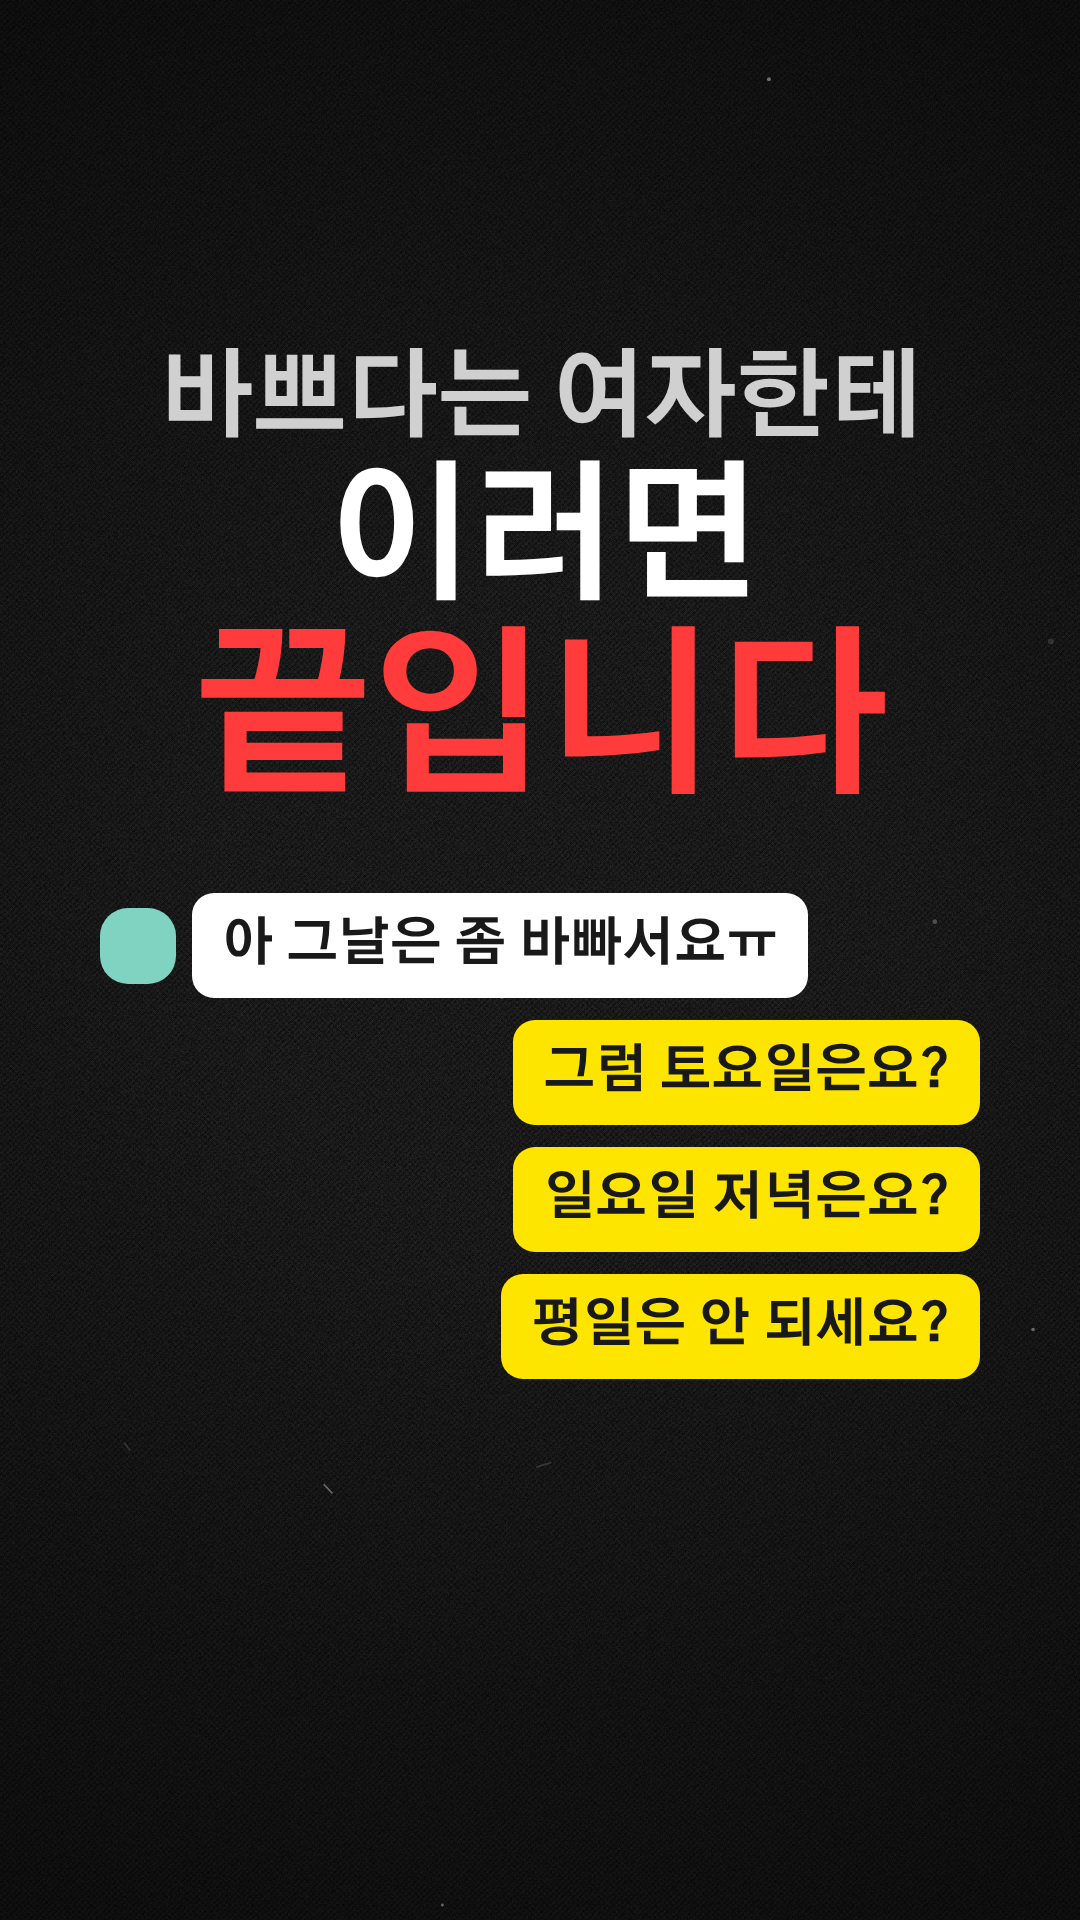 바쁘다는 여자한테
이러면
끝입니다
아 그날은 좀 바빠서요ㅠ
그럼 토요일은요?
일요일 저녁은요?
평일은 안 되세요?